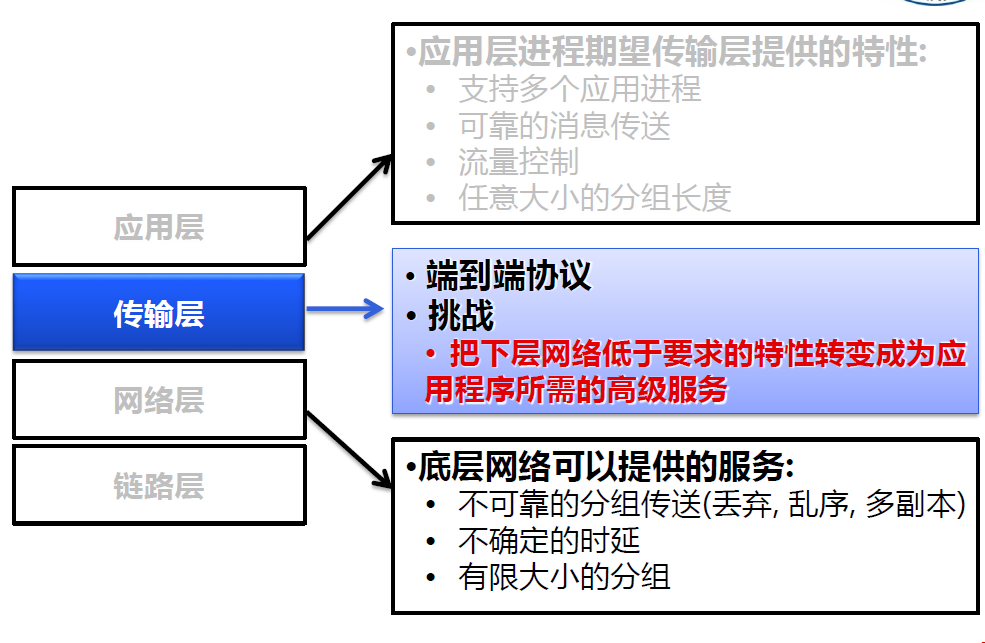 •应用层进程期望传输层提供的特性:
• 支持多个应用进程
• 可靠的消息传送
• 流量控制
• 任意大小的分组长度
应用层
传输层
网络层
链路层
• 端到端协议
• 挑战
• 把下层网络低于要求的特性转变成为应
用程序所需的高级服务
•底层网络可以提供的服务:
• 不可靠的分组传送(丢弃, 乱序, 多副本)
• 不确定的时延
• 有限大小的分组